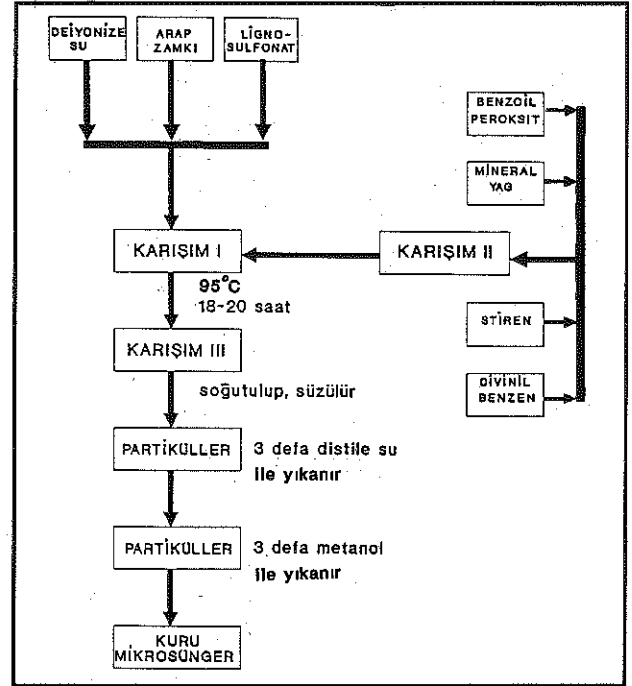 DEİYONİZE
SU
ARAP
ZAMKI
LİGNO-
SULFONAT
BENZOİL
PEROKSİT
MİNERAL
YAG
KARIŞIM I
KARIŞIM II
95°C
18-20 saat
STİREN
KARIŞIM III
DİVİNİL
BENZEN
soğutulup, süzülür
PARTİKÜLLER
3 defa distile su
ile yıkanır
PARTİKÜLLER
3 defa metanol
ile yıkanır
KURU
MİKROSÜNGER